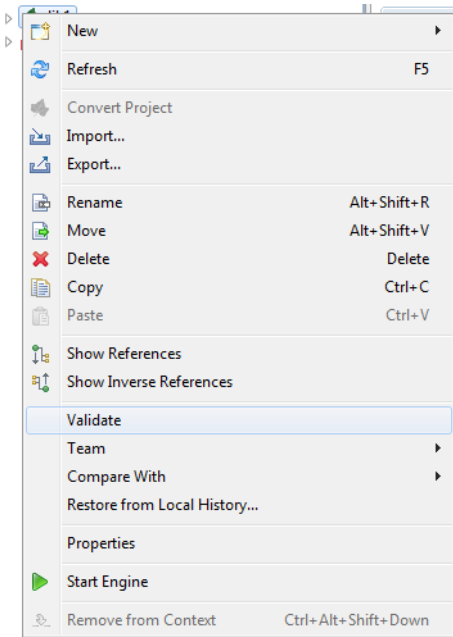 New
Refresh F5
Convert Project
Import...
Export...
Rename Alt+Shift+R
Move Alt+Shift+V
Delete Delete
Copy Ctrl+C
Paste Ctrl+V
Show References
Show Inverse References
Validate
Team
Compare With
Restore from Local History...
Properties
Start Engine
Remove from Context Ctrl+Alt+Shift+Down